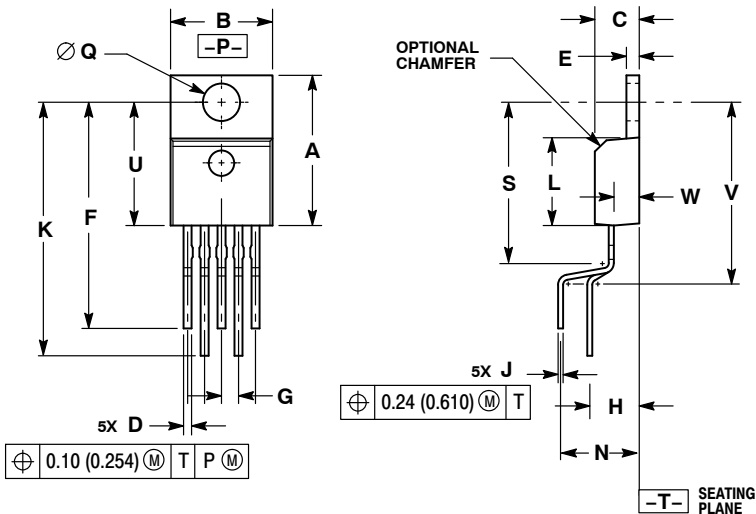 B
–P–
Ø Q
A
U
F
K
G
5X D
⌖ 0.10 (0.254) Ⓜ T P Ⓜ
C
OPTIONAL
CHAMFER
E
S
L
W
V
5X J
⌖ 0.24 (0.610) Ⓜ T
H
N
–T–
SEATING
PLANE